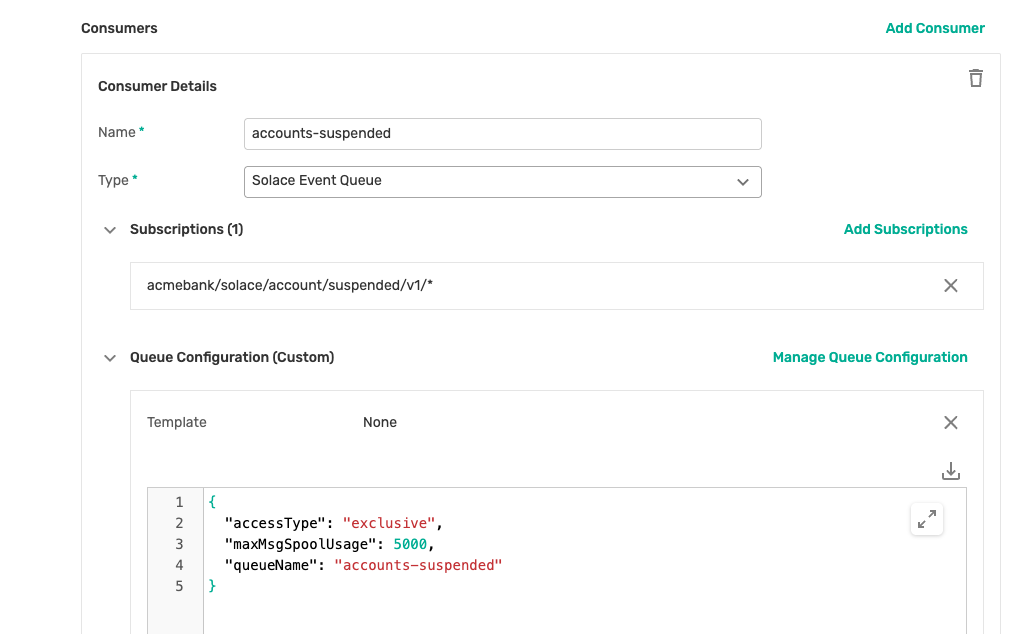 Consumers
Add Consumer
Consumer Details
Name *
accounts-suspended
Type *
Solace Event Queue
Subscriptions (1)
Add Subscriptions
acmebank/solace/account/suspended/v1/*
Queue Configuration (Custom)
Manage Queue Configuration
Template
None
1 {
2 "accessType": "exclusive",
3 "maxMsgSpoolUsage": 5000,
4 "queueName": "accounts-suspended"
5 }